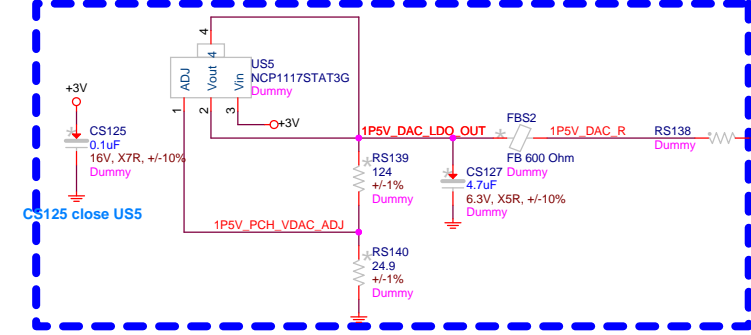 +3V
CS125
0.1uF
16V, X7R, +/-10%
Dummy
CS125 close US5
4
ADJ
Vout
4
Vin
1
2
3
US5
NCP1117STAT3G
Dummy
+3V
1P5V_DAC_LDO_OUT
RS139
124
+/-1%
Dummy
1P5V_PCH_VDAC_ADJ
RS140
24.9
+/-1%
Dummy
CS127
4.7uF
6.3V, X5R, +/-10%
Dummy
FBS2
FB 600 Ohm
Dummy
1P5V_DAC_R
RS138
Dummy